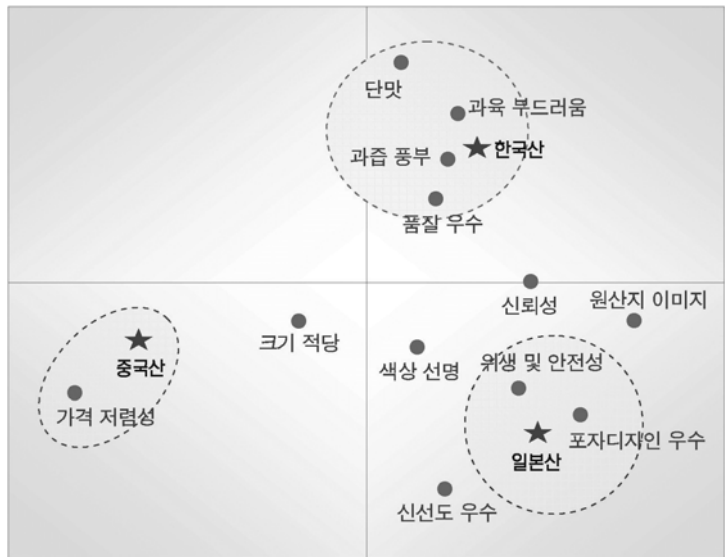 단맛
과육 부드러움
한국산
과즙 풍부
품잘 우수
신뢰성
원산지 이미지
크기 적당
색상 선명
위생 및 안전성
중국산
가격 저렴성
포자디자인 우수
일본산
신선도 우수